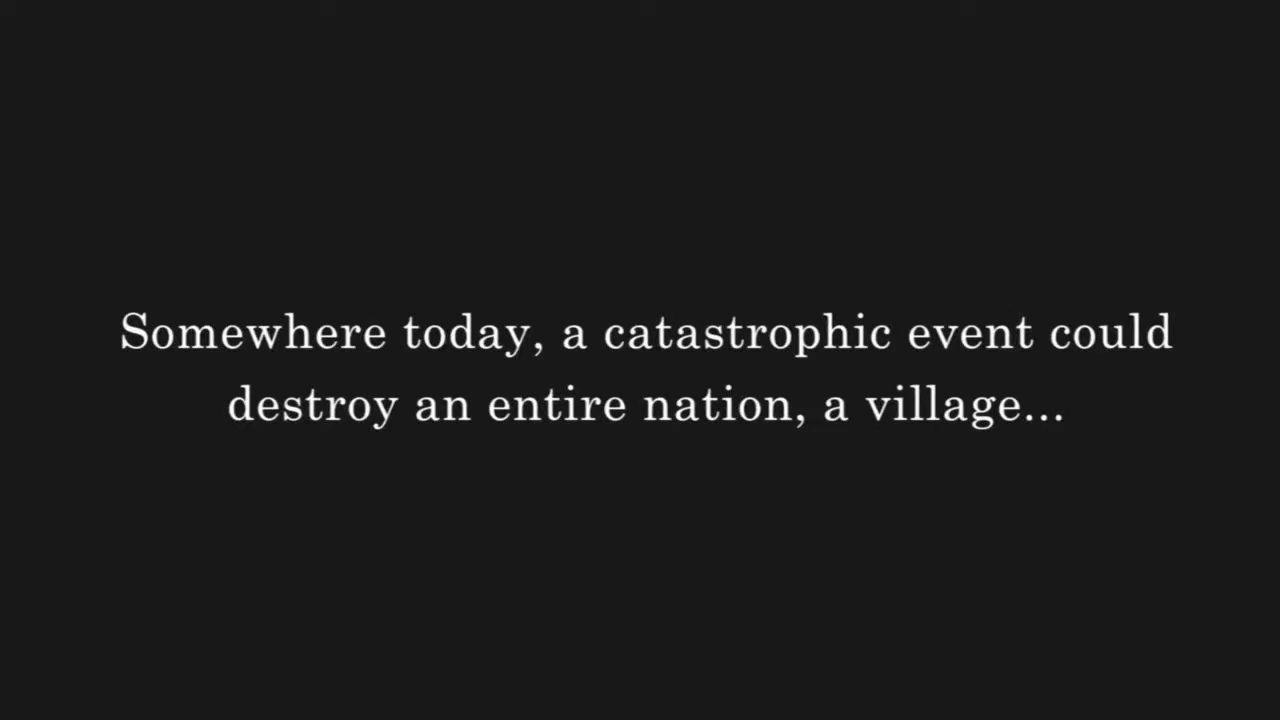 Somewhere today, a catastrophic event could
destroy an entire nation, a village...